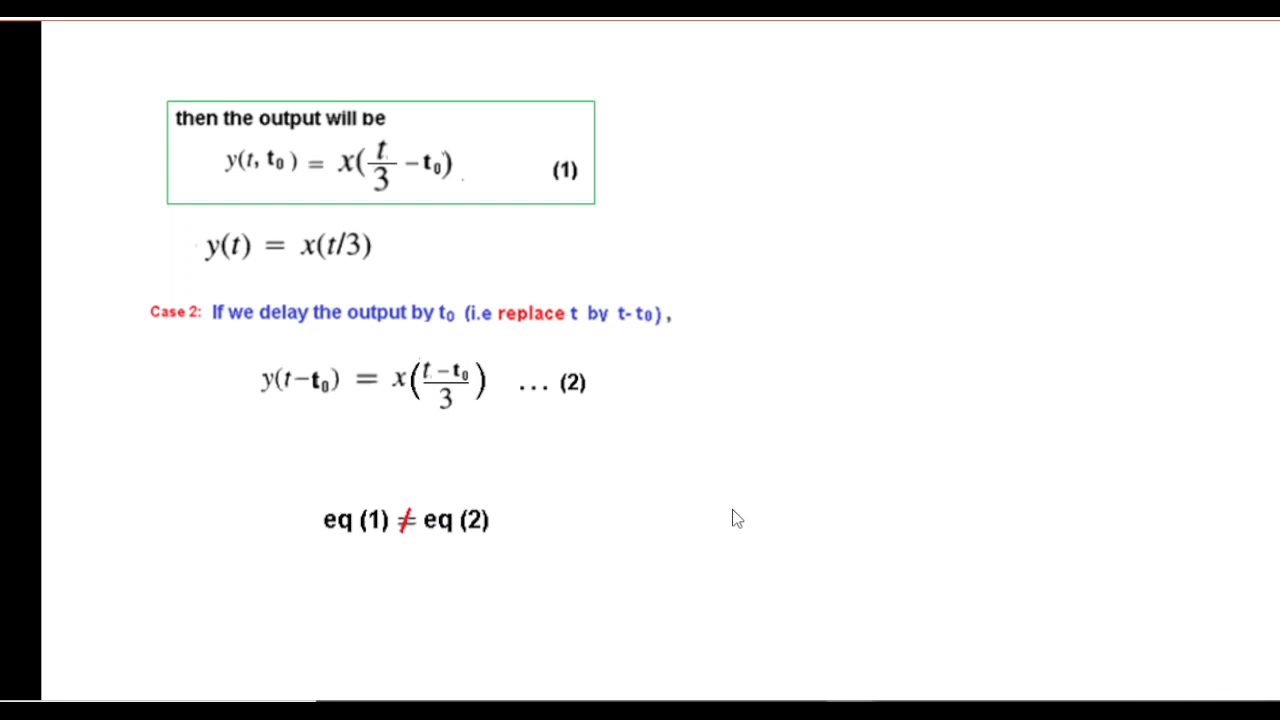 then the output will be
y(t, t₀) = x(t/3 − t₀) (1)
y(t) = x(t/3)
Case 2: If we delay the output by t₀ (i.e replace t by t- t₀) ,
y(t−t₀) = x((t − t₀)/3) ... (2)
eq (1) ≠ eq (2)